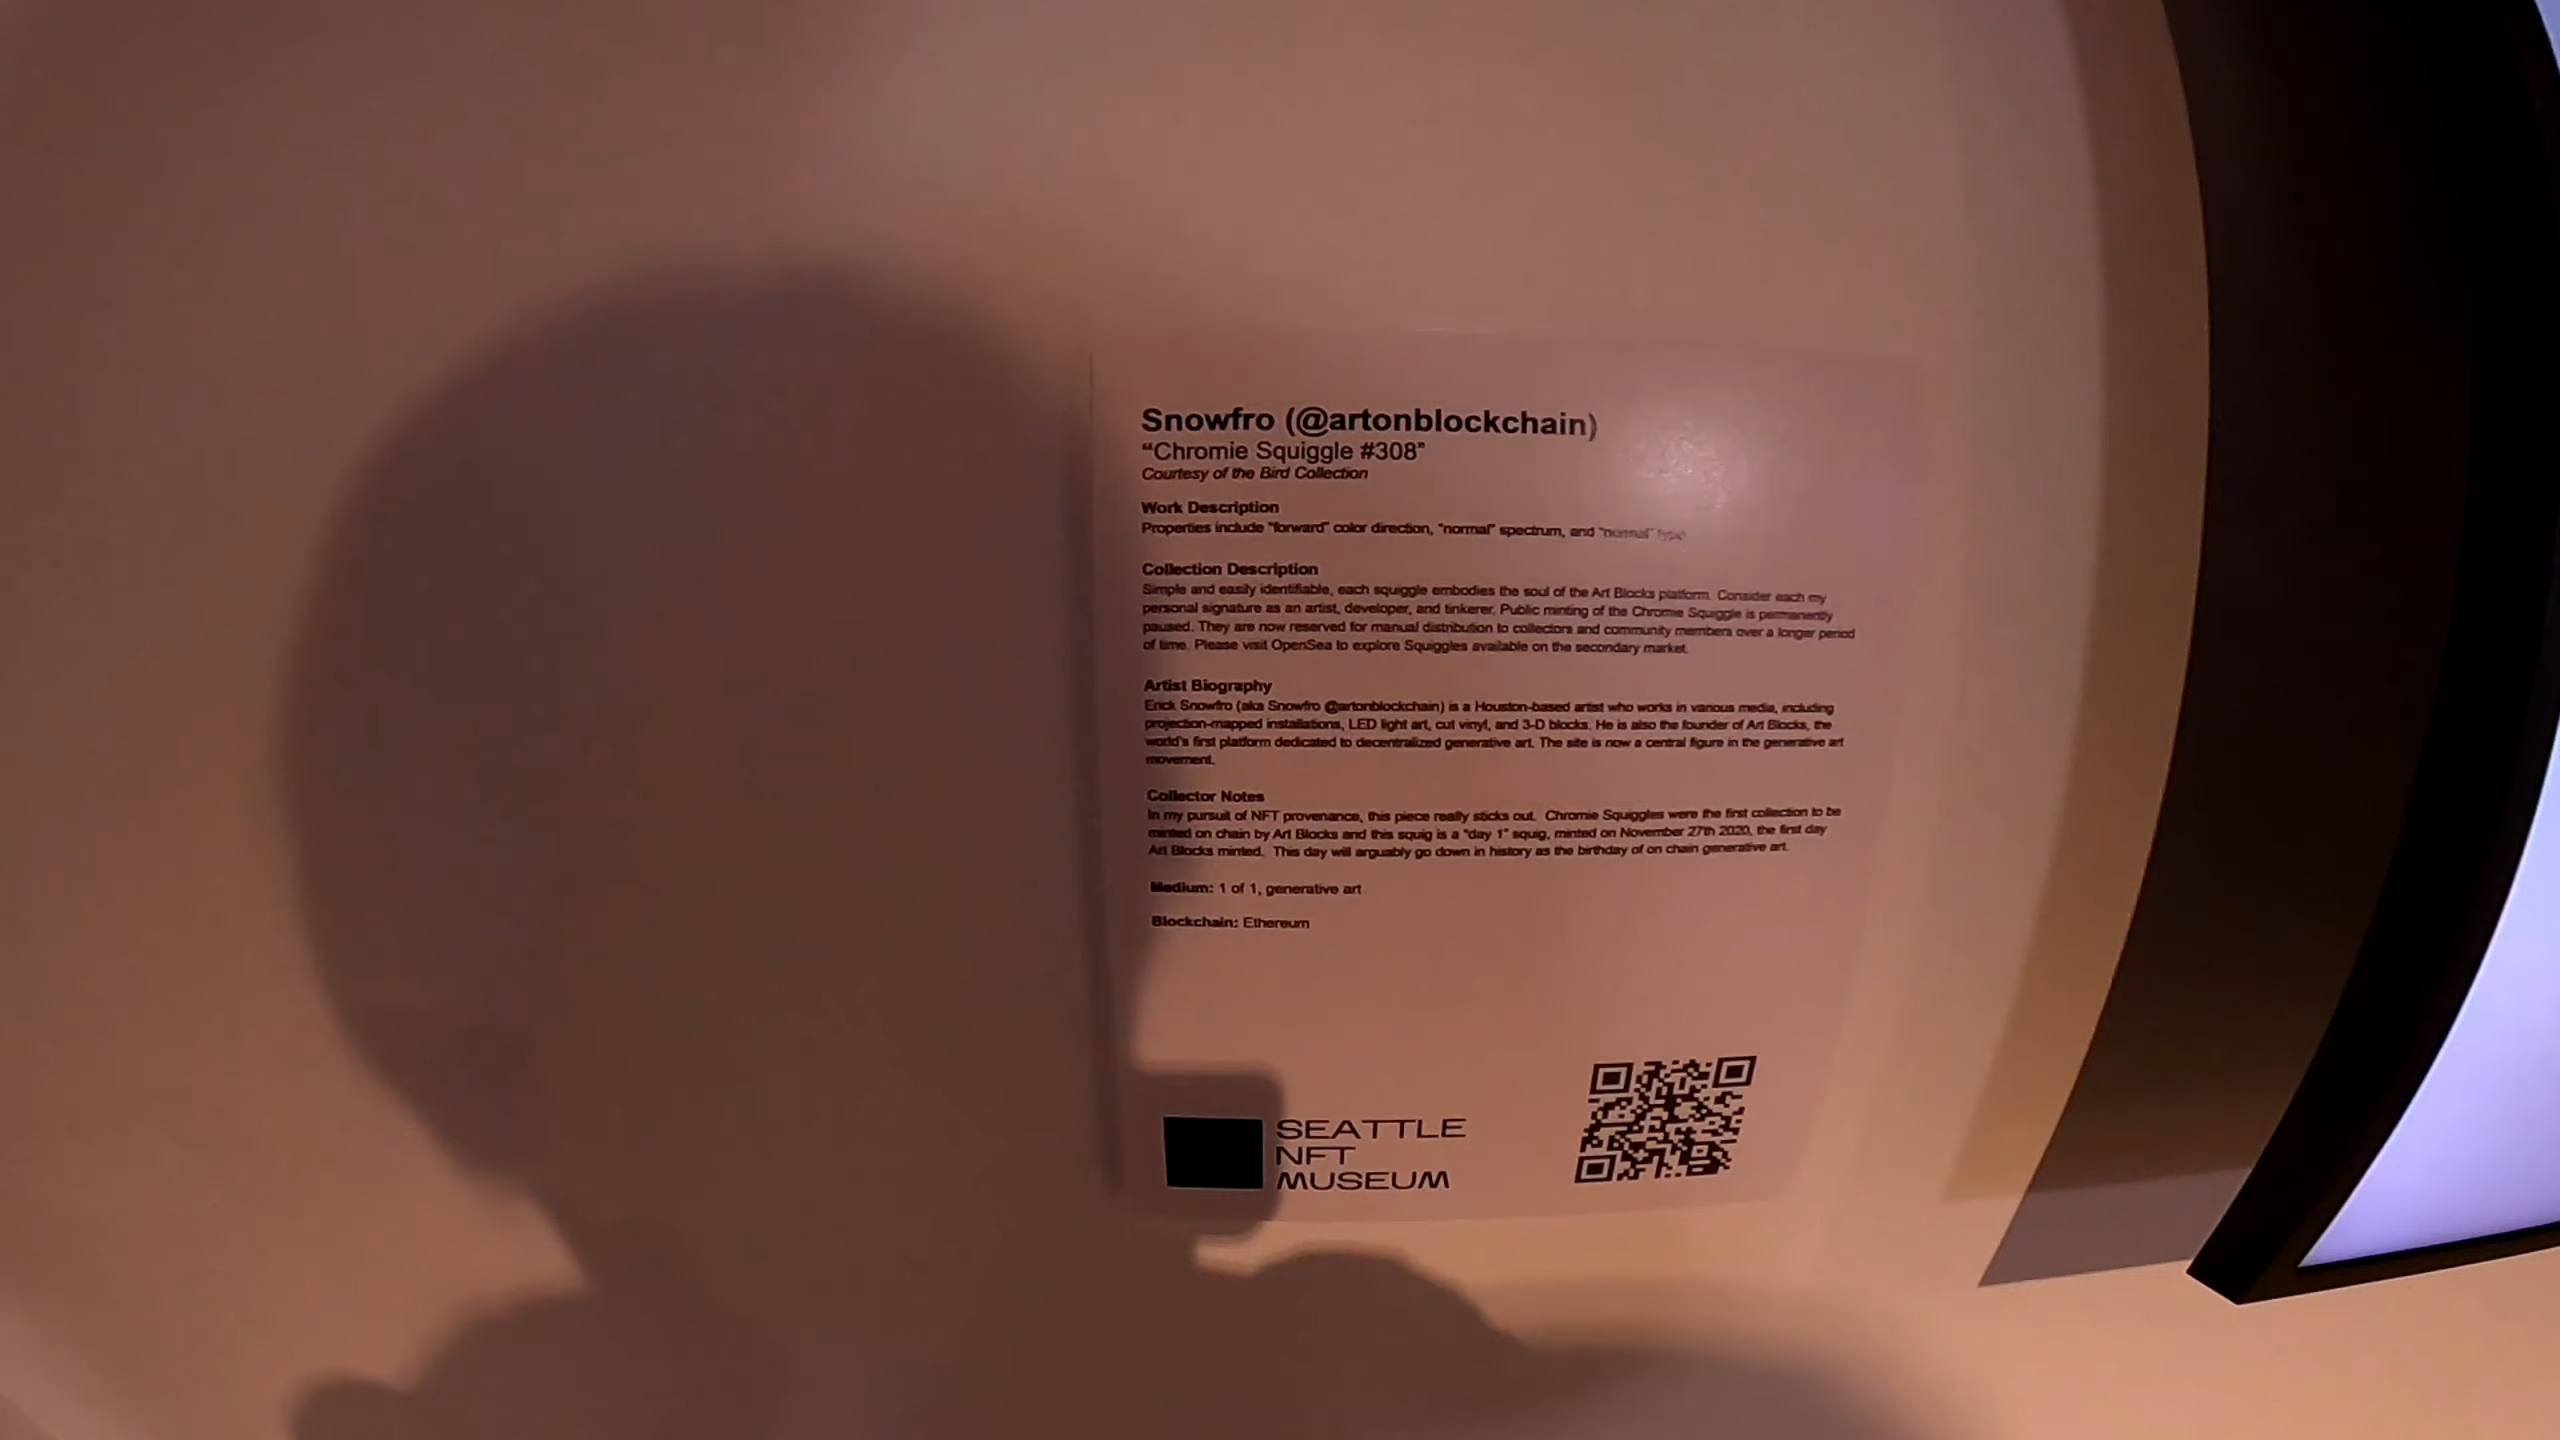 Snowfro (@artonblockchain)
“Chromie Squiggle #308”
Courtesy of the Bird Collection
Work Description
Properties include “forward” color direction, “normal” spectrum, and “normal” type
Collection Description
Simple and easily identifiable, each squiggle embodies the soul of the Art Blocks platform. Consider each my
personal signature as an artist, developer, and tinkerer. Public minting of the Chromie Squiggle is permanently
paused. They are now reserved for manual distribution to collectors and community members over a longer period
of time. Please visit OpenSea to explore Squiggles available on the secondary market.
Artist Biography
Erick Snowfro (aka Snowfro @artonblockchain) is a Houston-based artist who works in various media, including
projection-mapped installations, LED light art, cut vinyl, and 3-D blocks. He is also the founder of Art Blocks, the
world's first platform dedicated to decentralized generative art. The site is now a central figure in the generative art
movement.
Collector Notes
In my pursuit of NFT provenance, this piece really sticks out. Chromie Squiggles were the first collection to be
minted on chain by Art Blocks and this squig is a "day 1" squig, minted on November 27th 2020, the first day
Art Blocks minted. This day will arguably go down in history as the birthday of on chain generative art.
Medium: 1 of 1, generative art
Blockchain: Ethereum
SEATTLE
NFT
MUSEUM